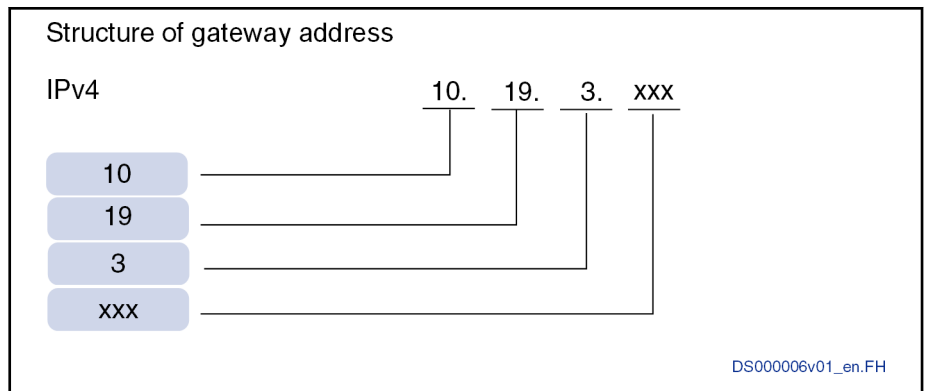 Structure of gateway address
IPv4 10. 19. 3. xxx
10
19
3
xxx
DS000006v01_en.FH